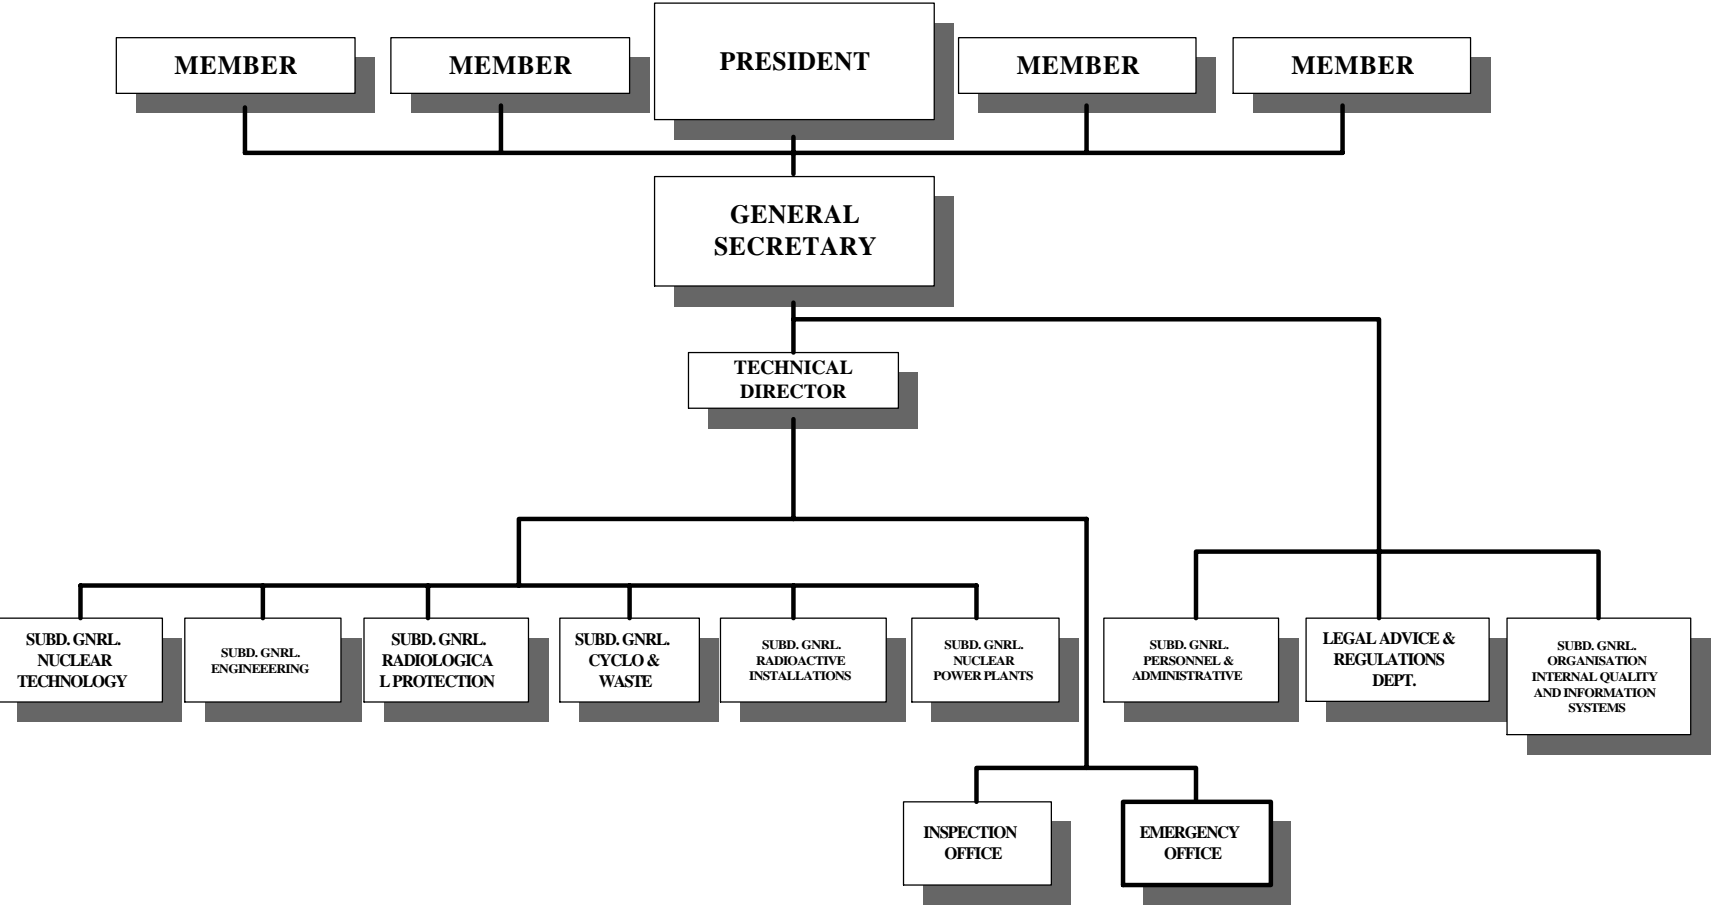 MEMBER
MEMBER
PRESIDENT
MEMBER
MEMBER
GENERAL
SECRETARY
TECHNICAL
DIRECTOR
SUBD. GNRL.
NUCLEAR
TECHNOLOGY
SUBD. GNRL.
ENGINEEERING
SUBD. GNRL.
RADIOLOGICA
L PROTECTION
SUBD. GNRL.
CYCLO &
WASTE
SUBD. GNRL.
RADIOACTIVE
INSTALLATIONS
SUBD. GNRL.
NUCLEAR
POWER PLANTS
SUBD. GNRL.
PERSONNEL &
ADMINISTRATIVE
LEGAL ADVICE &
REGULATIONS
DEPT.
SUBD. GNRL.
ORGANISATION
INTERNAL QUALITY
AND INFORMATION
SYSTEMS
INSPECTION
OFFICE
EMERGENCY
OFFICE